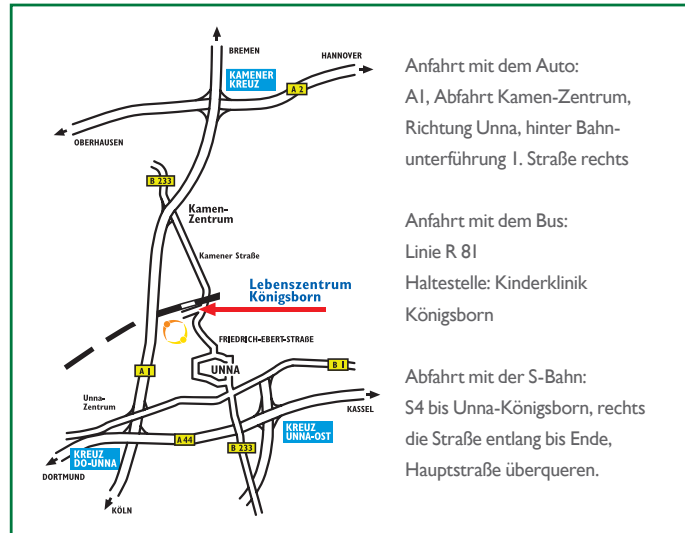 BREMEN
HANNOVER
KAMENER
KREUZ
A 2
OBERHAUSEN
B 233
Kamen-
Zentrum
Kamener Straße
Lebenszentrum
Königsborn
FRIEDRICH-EBERT-STRAßE
UNNA
B 1
A 1
Unna-
Zentrum
KASSEL
A 44
KREUZ
UNNA-OST
KREUZ
DO-UNNA
B 233
DORTMUND
KÖLN
Anfahrt mit dem Auto:
A1, Abfahrt Kamen-Zentrum,
Richtung Unna, hinter Bahn-
unterführung 1. Straße rechts
Anfahrt mit dem Bus:
Linie R 81
Haltestelle: Kinderklinik
Königsborn
Abfahrt mit der S-Bahn:
S4 bis Unna-Königsborn, rechts
die Straße entlang bis Ende,
Hauptstraße überqueren.